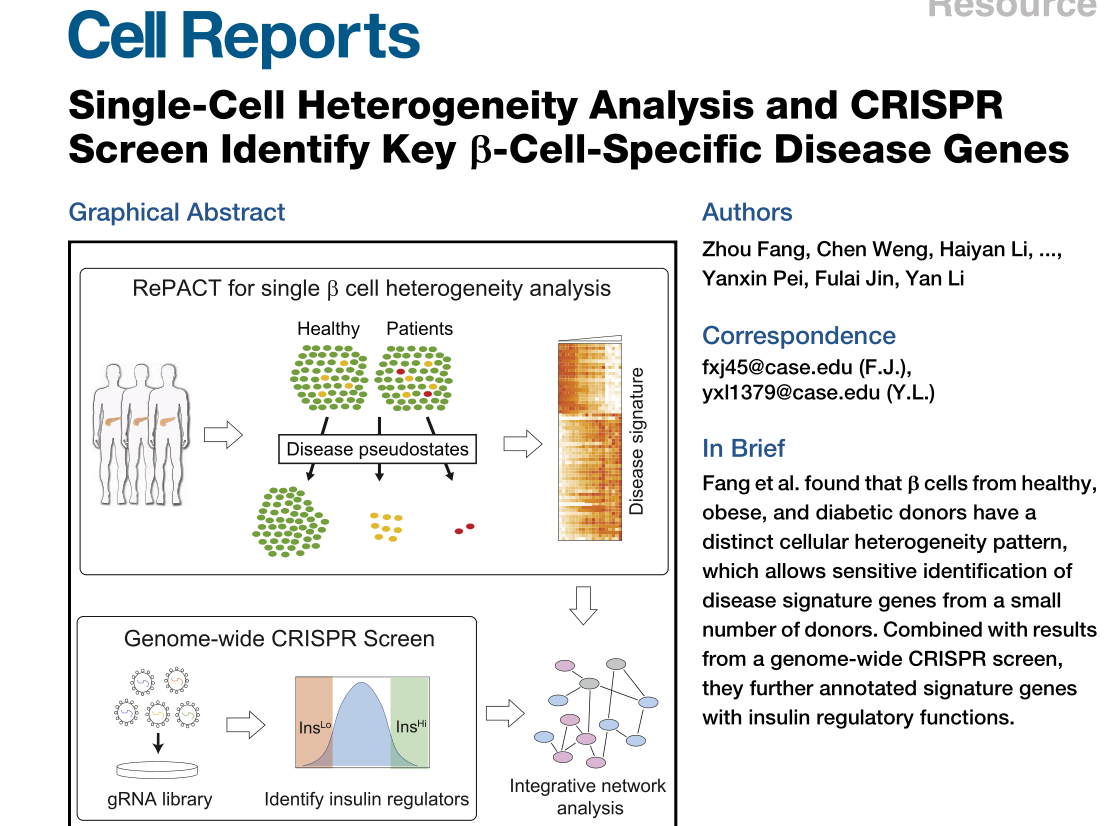 Resource
Cell Reports
Single-Cell Heterogeneity Analysis and CRISPR
Screen Identify Key β-Cell-Specific Disease Genes
Graphical Abstract
RePACT for single β cell heterogeneity analysis
Healthy Patients
Disease pseudostates
Disease signature
Genome-wide CRISPR Screen
InsLo InsHi
gRNA library
Identify insulin regulators
Integrative network
analysis
Authors
Zhou Fang, Chen Weng, Haiyan Li, ...,
Yanxin Pei, Fulai Jin, Yan Li
Correspondence
fxj45@case.edu (F.J.),
yxl1379@case.edu (Y.L.)
In Brief
Fang et al. found that β cells from healthy,
obese, and diabetic donors have a
distinct cellular heterogeneity pattern,
which allows sensitive identification of
disease signature genes from a small
number of donors. Combined with results
from a genome-wide CRISPR screen,
they further annotated signature genes
with insulin regulatory functions.